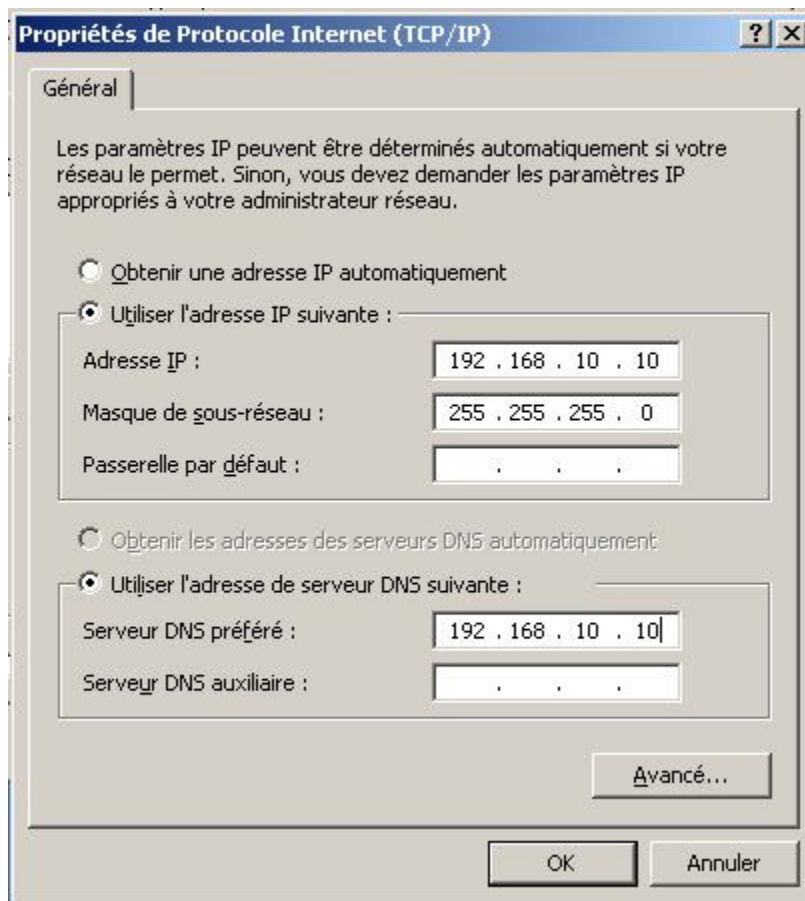 Propriétés de Protocole Internet (TCP/IP)
Général
Les paramètres IP peuvent être déterminés automatiquement si votre
réseau le permet. Sinon, vous devez demander les paramètres IP
appropriés à votre administrateur réseau.
Obtenir une adresse IP automatiquement
Utiliser l'adresse IP suivante :
Adresse IP : 192 . 168 . 10 . 10
Masque de sous-réseau : 255 . 255 . 255 . 0
Passerelle par défaut : . . .
Obtenir les adresses des serveurs DNS automatiquement
Utiliser l'adresse de serveur DNS suivante :
Serveur DNS préféré : 192 . 168 . 10 . 10
Serveur DNS auxiliaire : . . .
Avancé...
OK Annuler